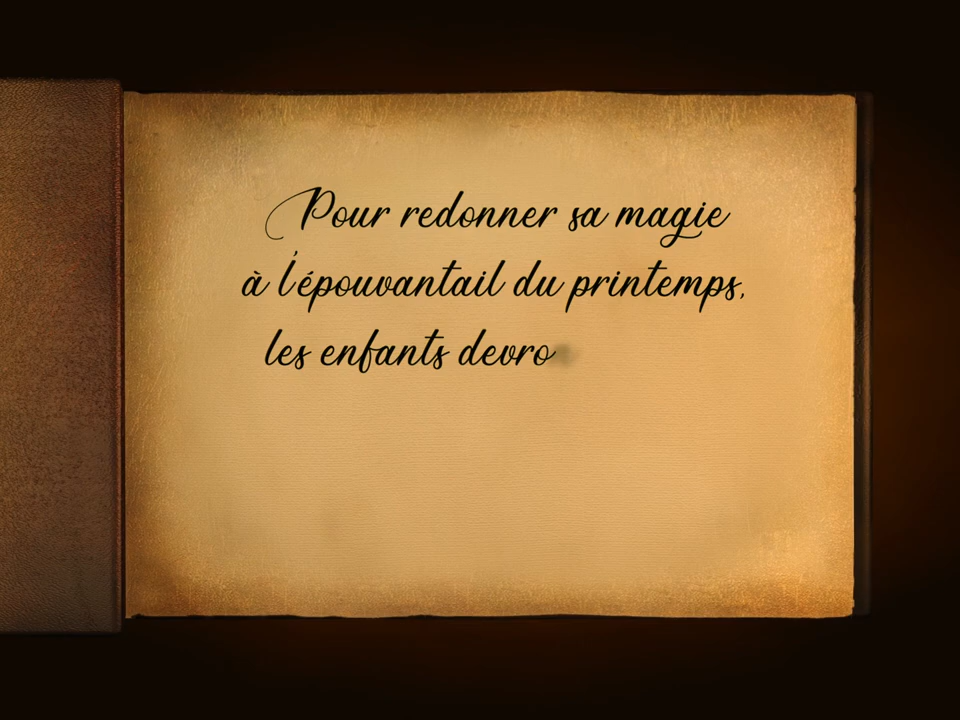 Pour redonner sa magie
à l'épouvantail du printemps,
les enfants devro